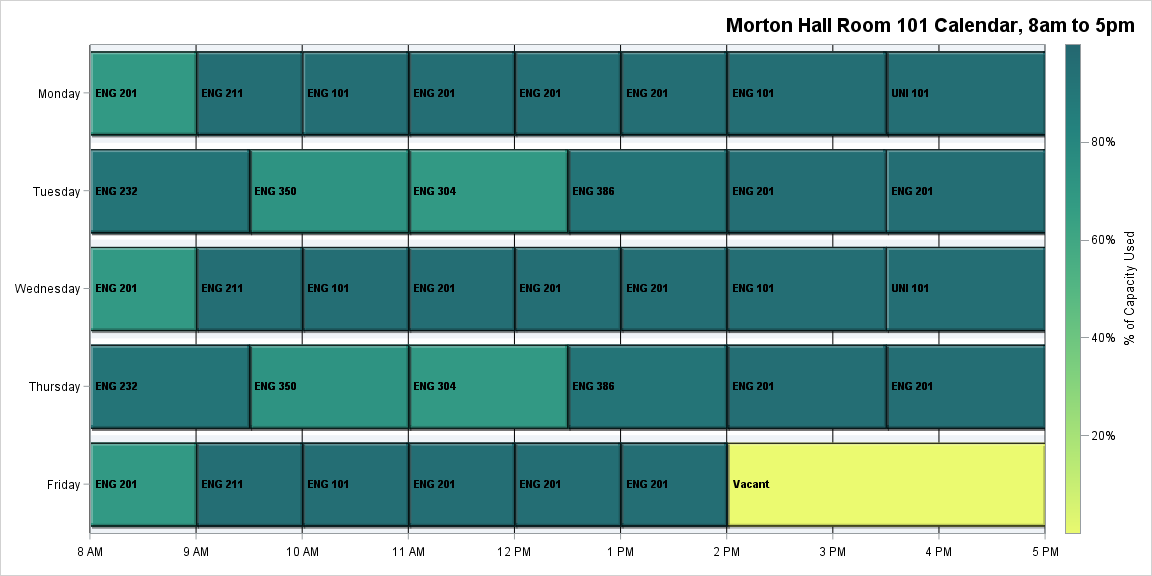 Morton Hall Room 101 Calendar, 8am to 5pm
Monday
ENG 201
ENG 211
ENG 101
ENG 201
ENG 201
ENG 201
ENG 101
UNI 101
Tuesday
ENG 232
ENG 350
ENG 304
ENG 386
ENG 201
ENG 201
Wednesday
ENG 201
ENG 211
ENG 101
ENG 201
ENG 201
ENG 201
ENG 101
UNI 101
Thursday
ENG 232
ENG 350
ENG 304
ENG 386
ENG 201
ENG 201
Friday
ENG 201
ENG 211
ENG 101
ENG 201
ENG 201
ENG 201
Vacant
8 AM
9 AM
10 AM
11 AM
12 PM
1 PM
2 PM
3 PM
4 PM
5 PM
80%
60%
40%
20%
% of Capacity Used